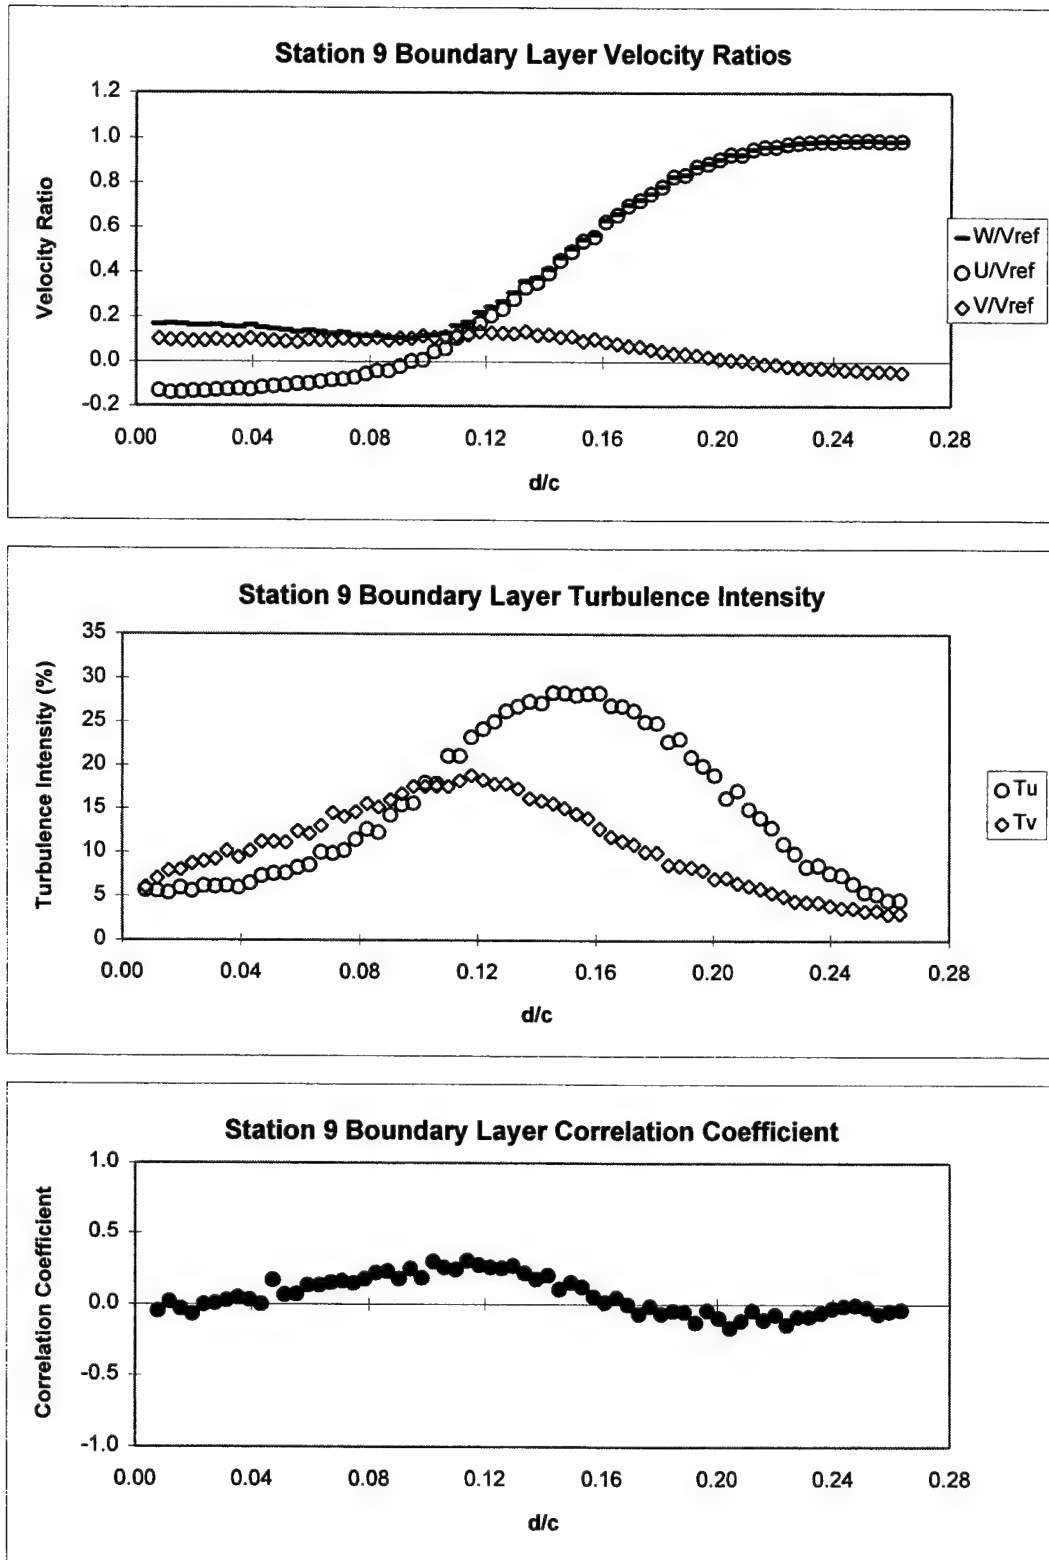 Station 9 Boundary Layer Velocity Ratios
1.2
1.0
0.8
0.6
0.4
0.2
0.0
-0.2
Velocity Ratio
0.00 0.04 0.08 0.12 0.16 0.20 0.24 0.28
d/c
W/Vref
U/Vref
V/Vref
Station 9 Boundary Layer Turbulence Intensity
35
30
25
20
15
10
5
0
Turbulence Intensity (%)
0.00 0.04 0.08 0.12 0.16 0.20 0.24 0.28
d/c
Tu
Tv
Station 9 Boundary Layer Correlation Coefficient
1.0
0.5
0.0
-0.5
-1.0
Correlation Coefficient
0.00 0.04 0.08 0.12 0.16 0.20 0.24 0.28
d/c